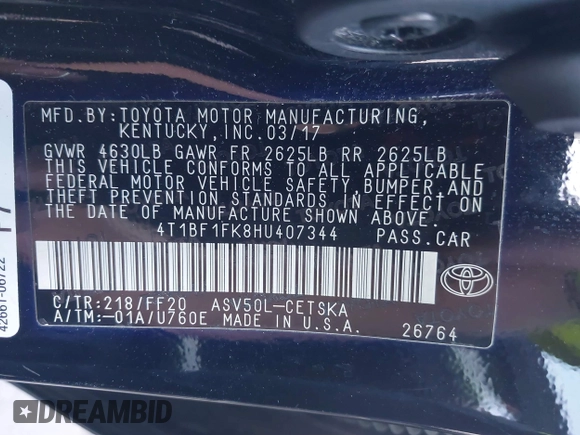 MFD.BY:TOYOTA MOTOR MANUFACTURING,
KENTUCKY,INC.03/17
GVWR 4630LB GAWR FR 2625LB RR 2625LB
THIS VEHICLE CONFORMS TO ALL APPLICABLE
FEDERAL MOTOR VEHICLE SAFETY,BUMPER,AND
THEFT PREVENTION STANDARDS IN EFFECT ON
THE DATE OF MANUFACTURE SHOWN ABOVE.
4T1BF1FK8HU407344 PASS.CAR
C/TR:218/FF20 ASV50L-CETSKA
A/TM:-01A/U760E MADE IN U.S.A.
26764
42661-06722
DREAMBID